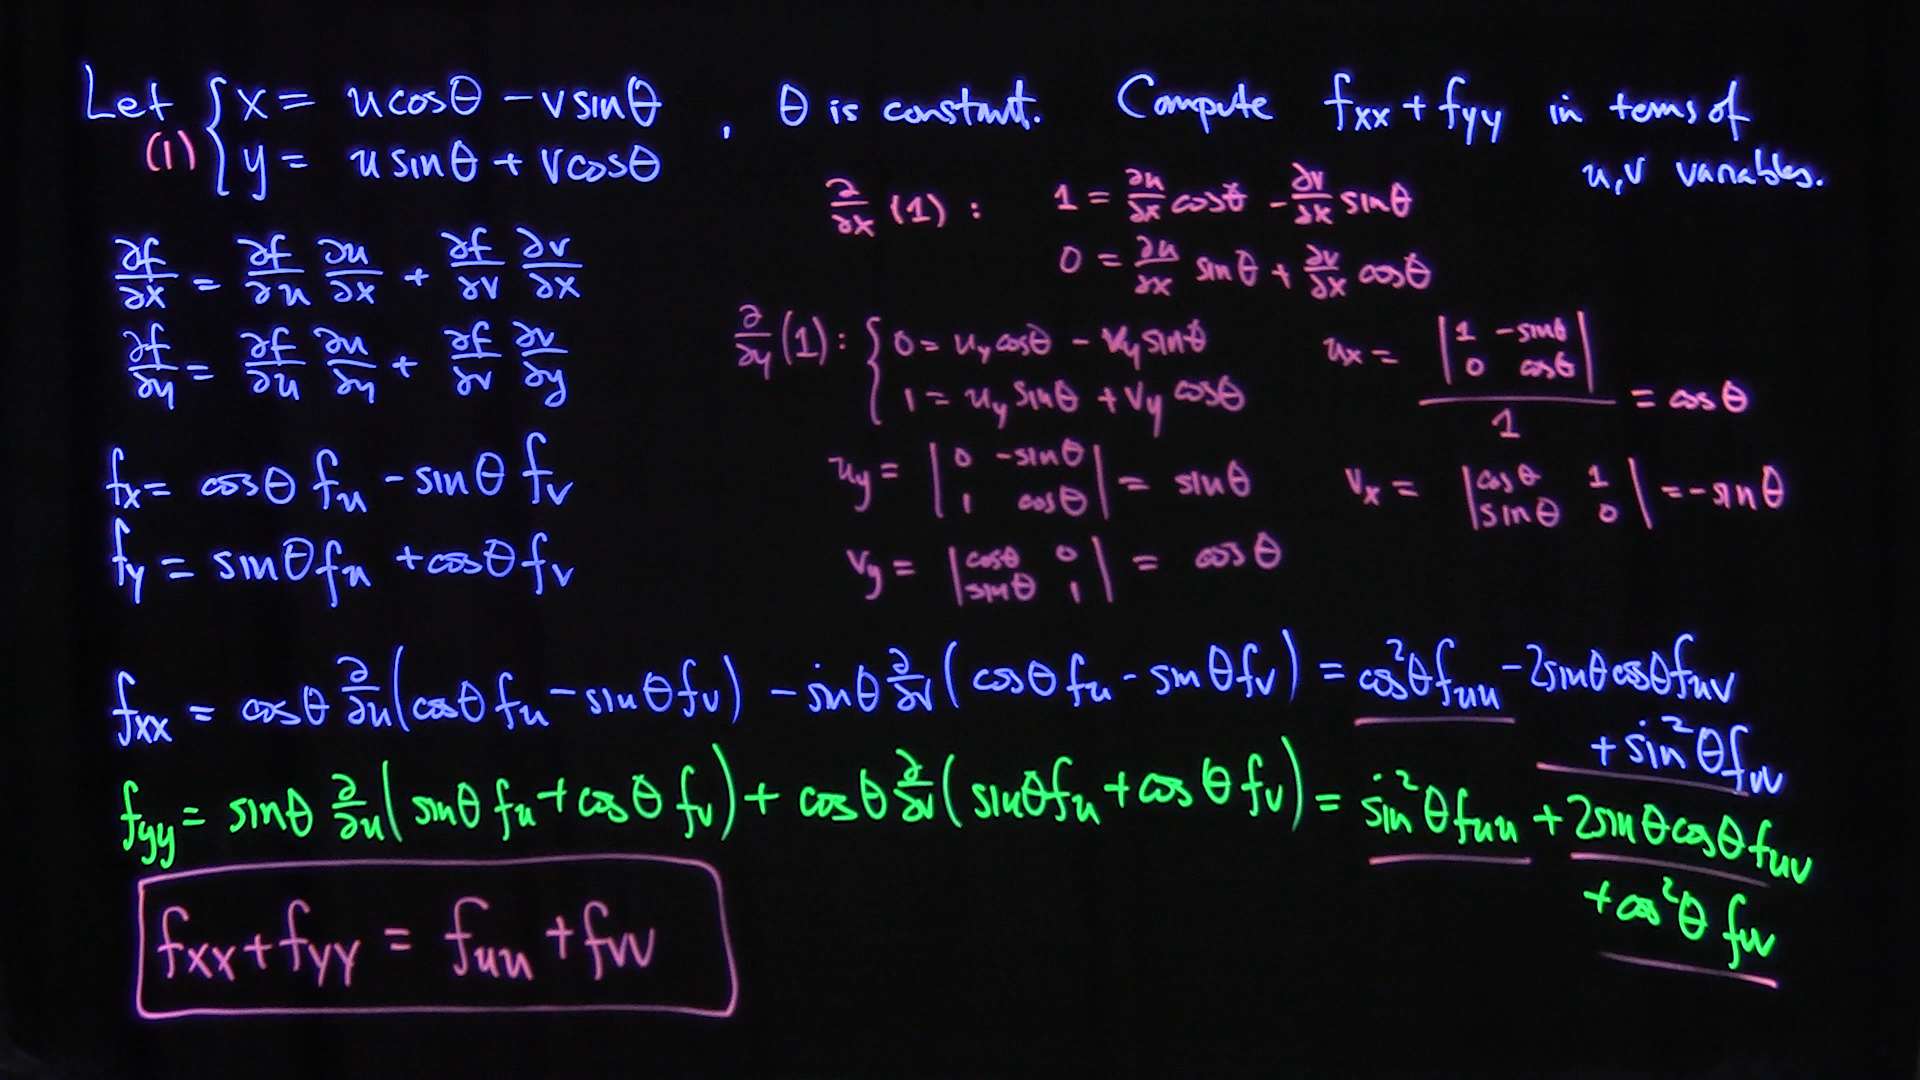 Let (1) { x = u cosθ - v sinθ , θ is constant. Compute fxx + fyy in terms of
y = u sinθ + v cosθ u, v variables.
∂/∂x (1) : 1 = ∂u/∂x cosθ - ∂v/∂x sinθ
0 = ∂u/∂x sinθ + ∂v/∂x cosθ
∂f/∂x = ∂f/∂u ∂u/∂x + ∂f/∂v ∂v/∂x
∂f/∂y = ∂f/∂u ∂u/∂y + ∂f/∂v ∂v/∂y
∂/∂y (1) : { 0 = uy cosθ - vy sinθ
1 = uy sinθ + vy cosθ
ux = |1 -sinθ; 0 cosθ| / 1 = cosθ
fx = cosθ fu - sinθ fv
fy = sinθ fu + cosθ fv
uy = |0 -sinθ; 1 cosθ| = sinθ
vx = |cosθ 1; sinθ 0| = -sinθ
vy = |cosθ 0; sinθ 1| = cosθ
fxx = cosθ ∂/∂u (cosθ fu - sinθ fv) - sinθ ∂/∂v (cosθ fu - sinθ fv) = cos²θ fuu - 2sinθcosθ fuv
+ sin²θ fvv
fyy = sinθ ∂/∂u (sinθ fu + cosθ fv) + cosθ ∂/∂v (sinθ fu + cosθ fv) = sin²θ fuu + 2sinθcosθ fuv
+ cos²θ fvv
fxx + fyy = fuu + fvv